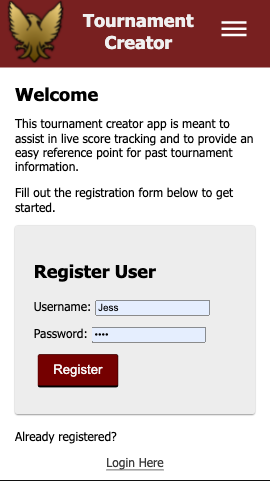 Tournament
Creator
Welcome
This tournament creator app is meant to
assist in live score tracking and to provide an
easy reference point for past tournament
information.
Fill out the registration form below to get
started.
Register User
Username: Jess
Password: ••••
Register
Already registered?
Login Here